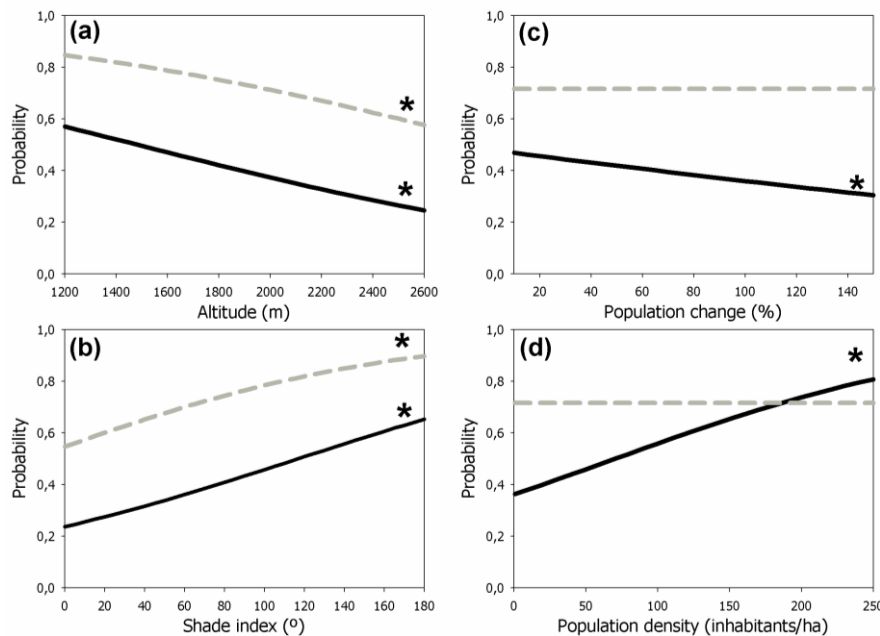 (a)
Probability
1,0
0,8
0,6
0,4
0,2
0,0
*
*
1200 1400 1600 1800 2000 2200 2400 2600
Altitude (m)
(c)
Probability
1,0
0,8
0,6
0,4
0,2
0,0
*
20 40 60 80 100 120 140
Population change (%)
(b)
Probability
1,0
0,8
0,6
0,4
0,2
0,0
*
*
0 20 40 60 80 100 120 140 160 180
Shade index (º)
(d)
Probability
1,0
0,8
0,6
0,4
0,2
0,0
*
0 50 100 150 200 250
Population density (inhabitants/ha)